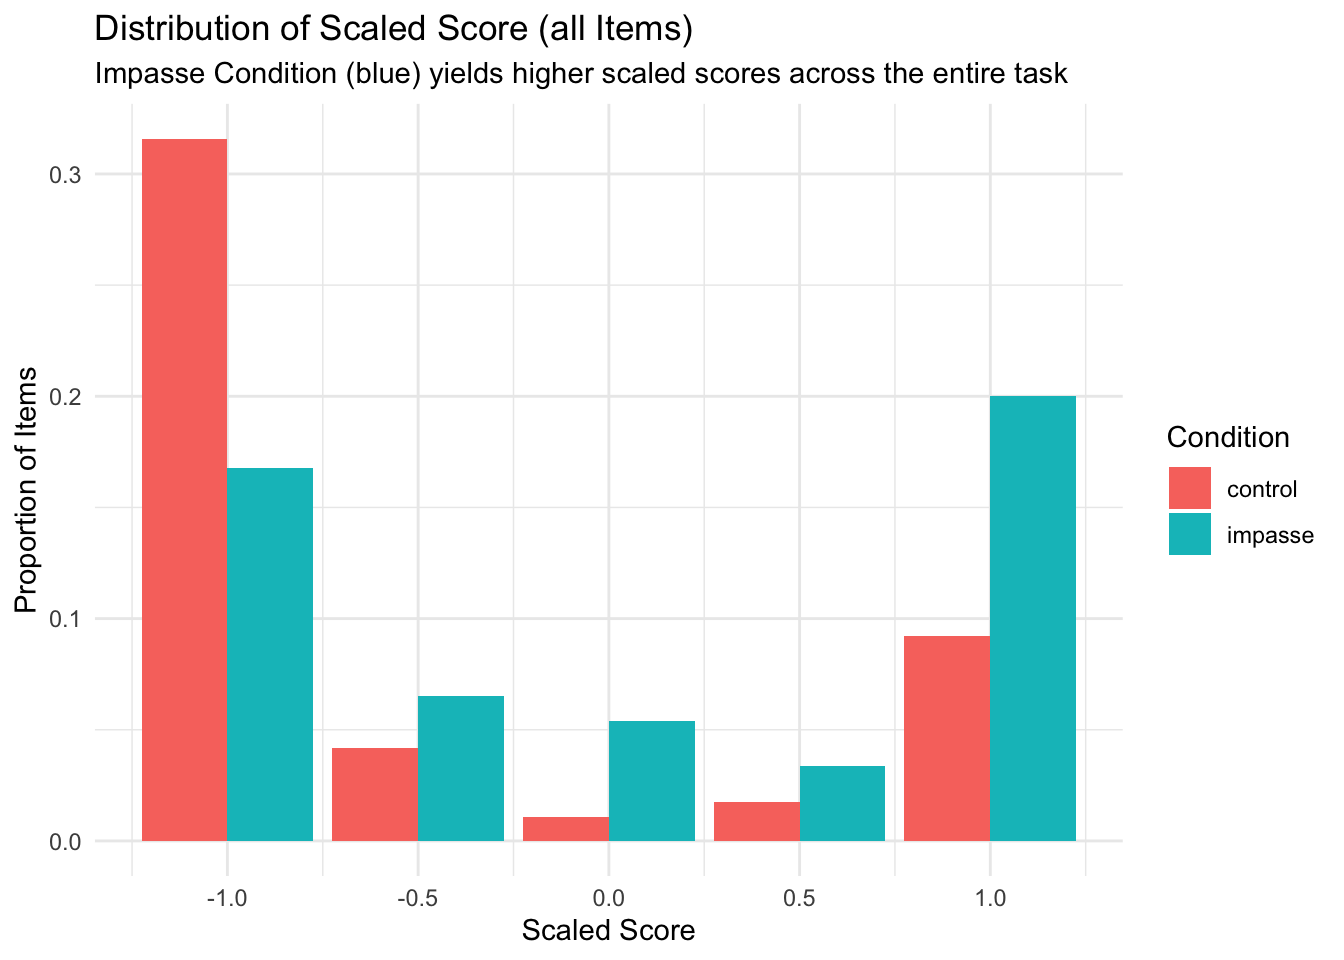 Distribution of Scaled Score (all Items)
Impasse Condition (blue) yields higher scaled scores across the entire task
Proportion of Items
0.3
0.2
0.1
0.0
-1.0
-0.5
0.0
0.5
1.0
Scaled Score
Condition
control
impasse